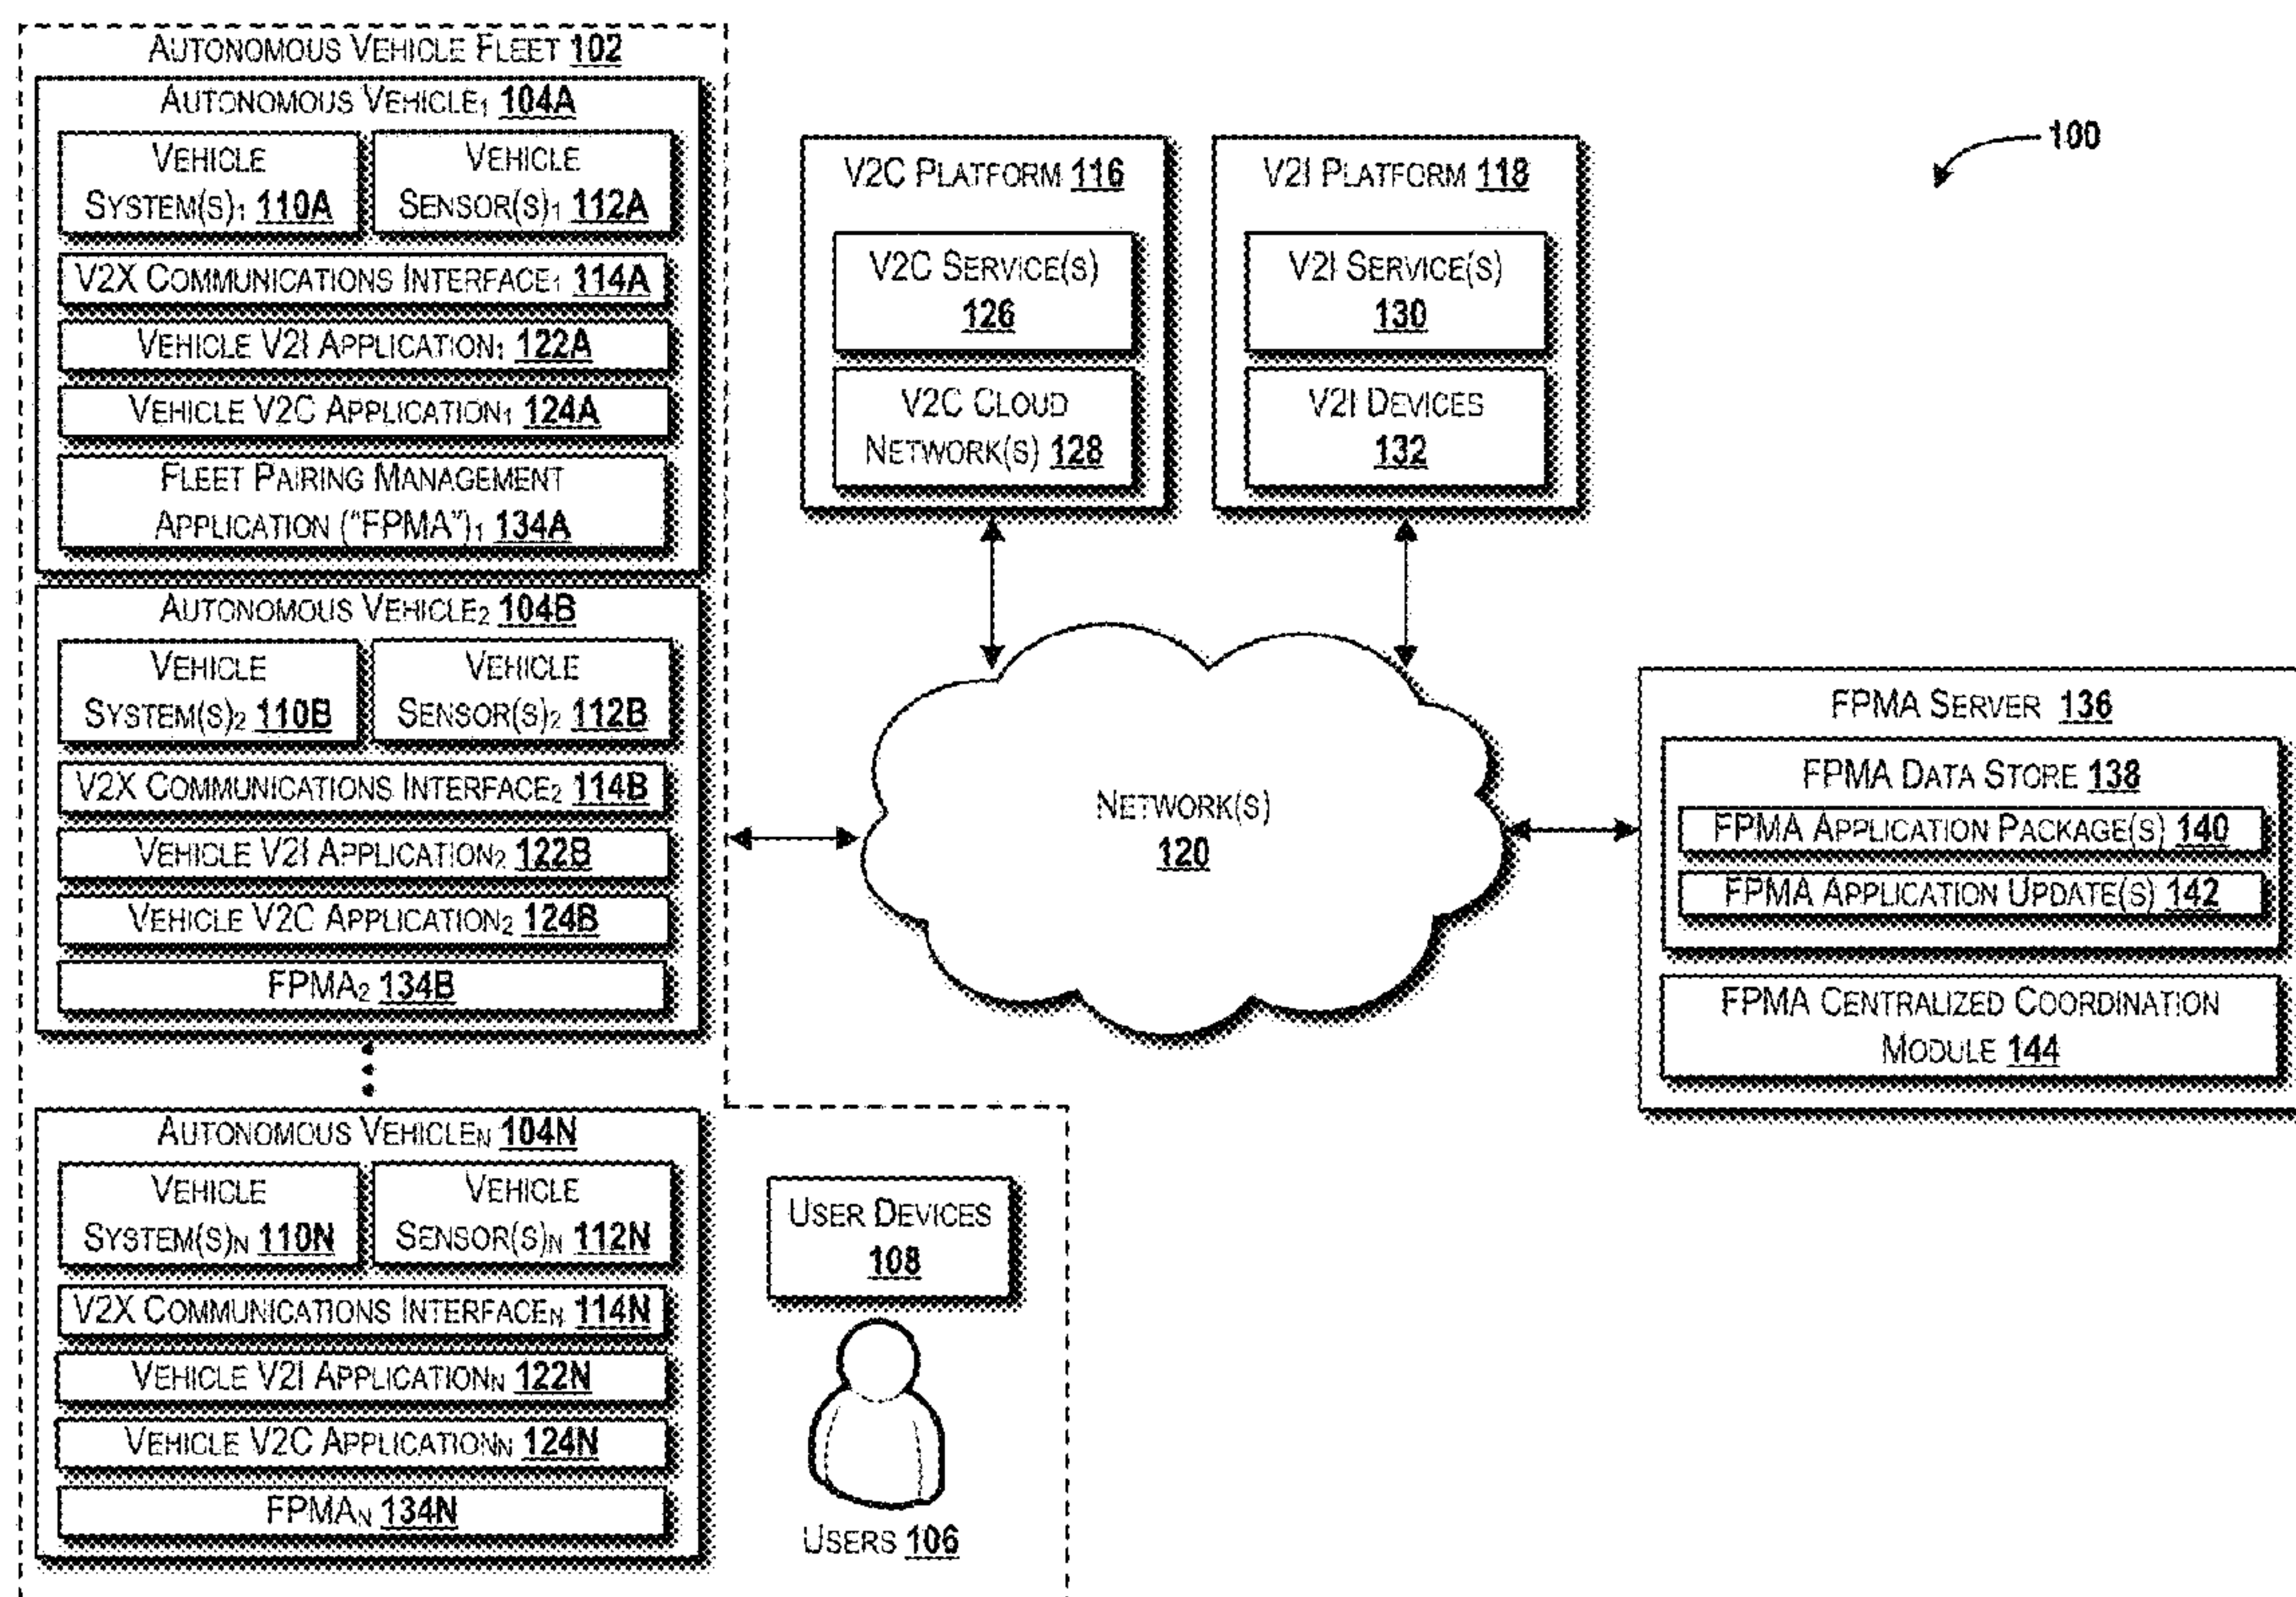 AUTONOMOUS VEHICLE FLEET 102
AUTONOMOUS VEHICLE1 104A
VEHICLE
SYSTEM(S)1 110A
VEHICLE
SENSOR(S)1 112A
V2X COMMUNICATIONS INTERFACE1 114A
VEHICLE V2I APPLICATION1 122A
VEHICLE V2C APPLICATION1 124A
FLEET PAIRING MANAGEMENT
APPLICATION ("FPMA")1 134A
AUTONOMOUS VEHICLE2 104B
VEHICLE
SYSTEM(S)2 110B
VEHICLE
SENSOR(S)2 112B
V2X COMMUNICATIONS INTERFACE2 114B
VEHICLE V2I APPLICATION2 122B
VEHICLE V2C APPLICATION2 124B
FPMA2 134B
AUTONOMOUS VEHICLEN 104N
VEHICLE
SYSTEM(S)N 110N
VEHICLE
SENSOR(S)N 112N
V2X COMMUNICATIONS INTERFACEN 114N
VEHICLE V2I APPLICATIONN 122N
VEHICLE V2C APPLICATIONN 124N
FPMAN 134N
USER DEVICES
108
USERS 106
V2C PLATFORM 116
V2C SERVICE(S)
126
V2C CLOUD
NETWORK(S) 128
V2I PLATFORM 118
V2I SERVICE(S)
130
V2I DEVICES
132
100
NETWORK(S)
120
FPMA SERVER 136
FPMA DATA STORE 138
FPMA APPLICATION PACKAGE(S) 140
FPMA APPLICATION UPDATE(S) 142
FPMA CENTRALIZED COORDINATION
MODULE 144